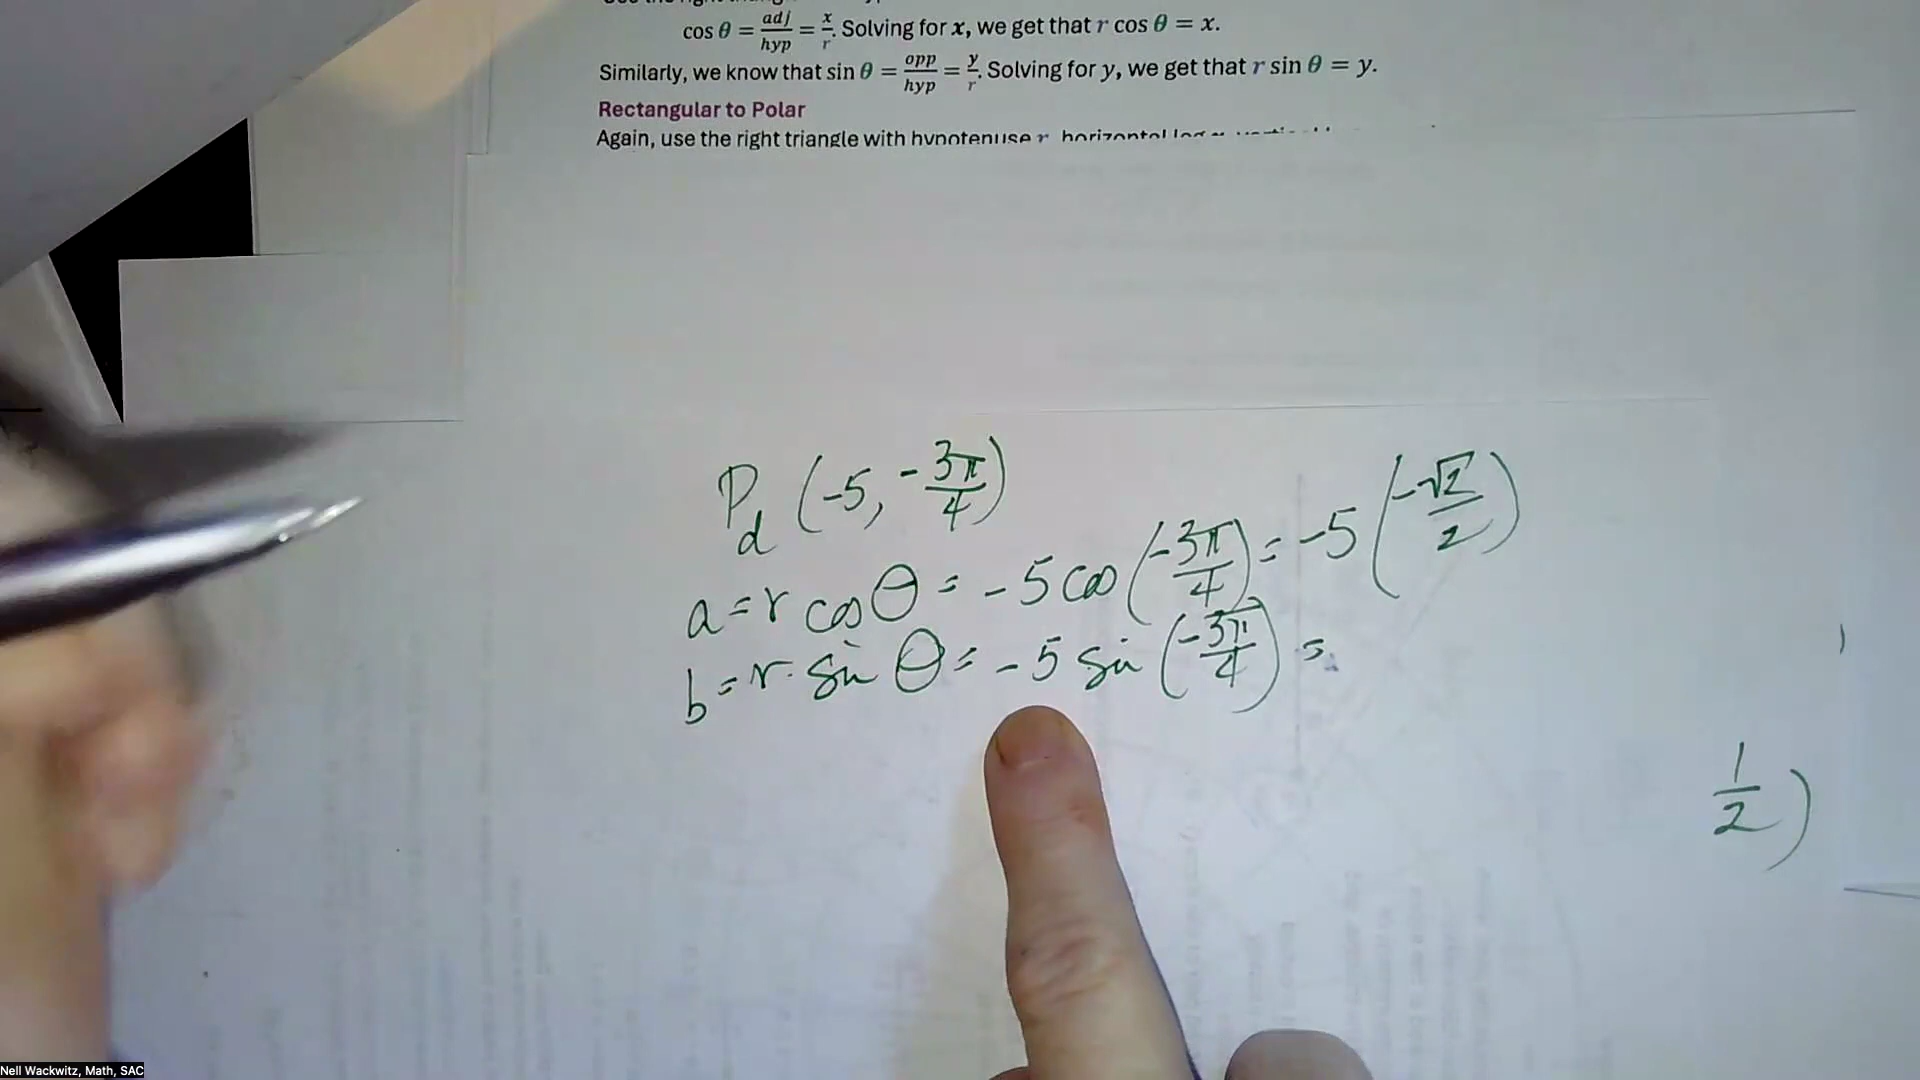 cos θ = adj/hyp = x/r. Solving for x, we get that r cos θ = x.
Similarly, we know that sin θ = opp/hyp = y/r. Solving for y, we get that r sin θ = y.
Rectangular to Polar
Again, use the right triangle with hypotenuse r horizontal leg
P_d (-5, -3π/4)
a = r cos θ = -5 cos (-3π/4) = -5 (-√2/2)
b = r · sin θ = -5 sin (-3π/4) =
1/2 )
Nell Wackwitz, Math, SAC